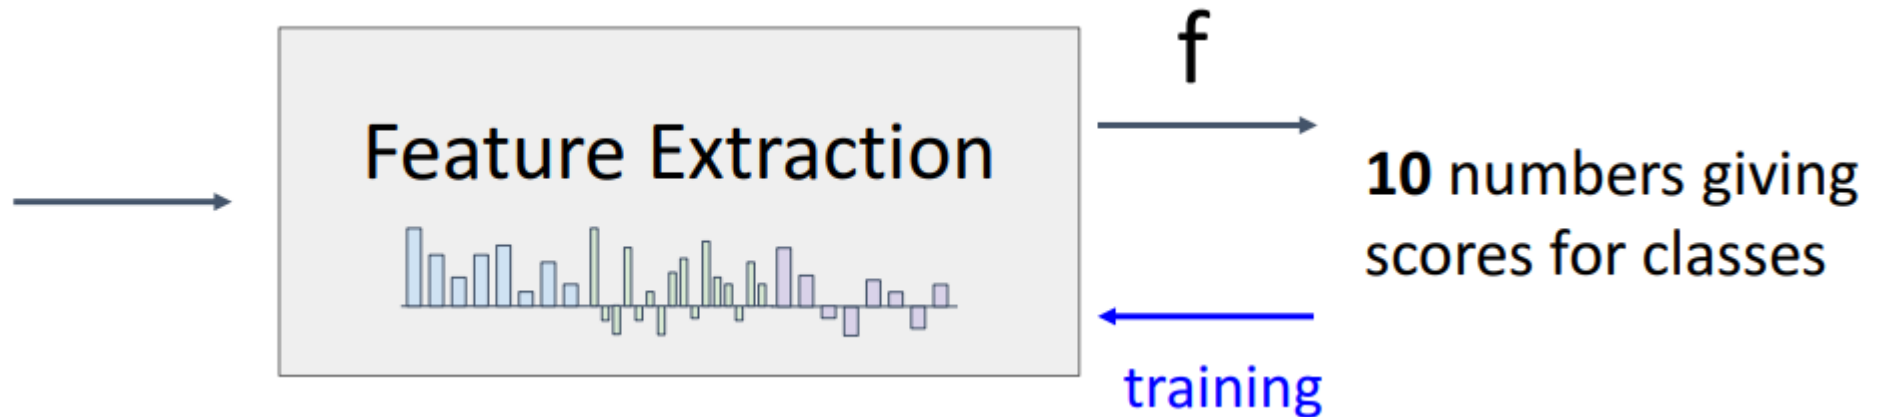 f
Feature Extraction
10 numbers giving
scores for classes
training